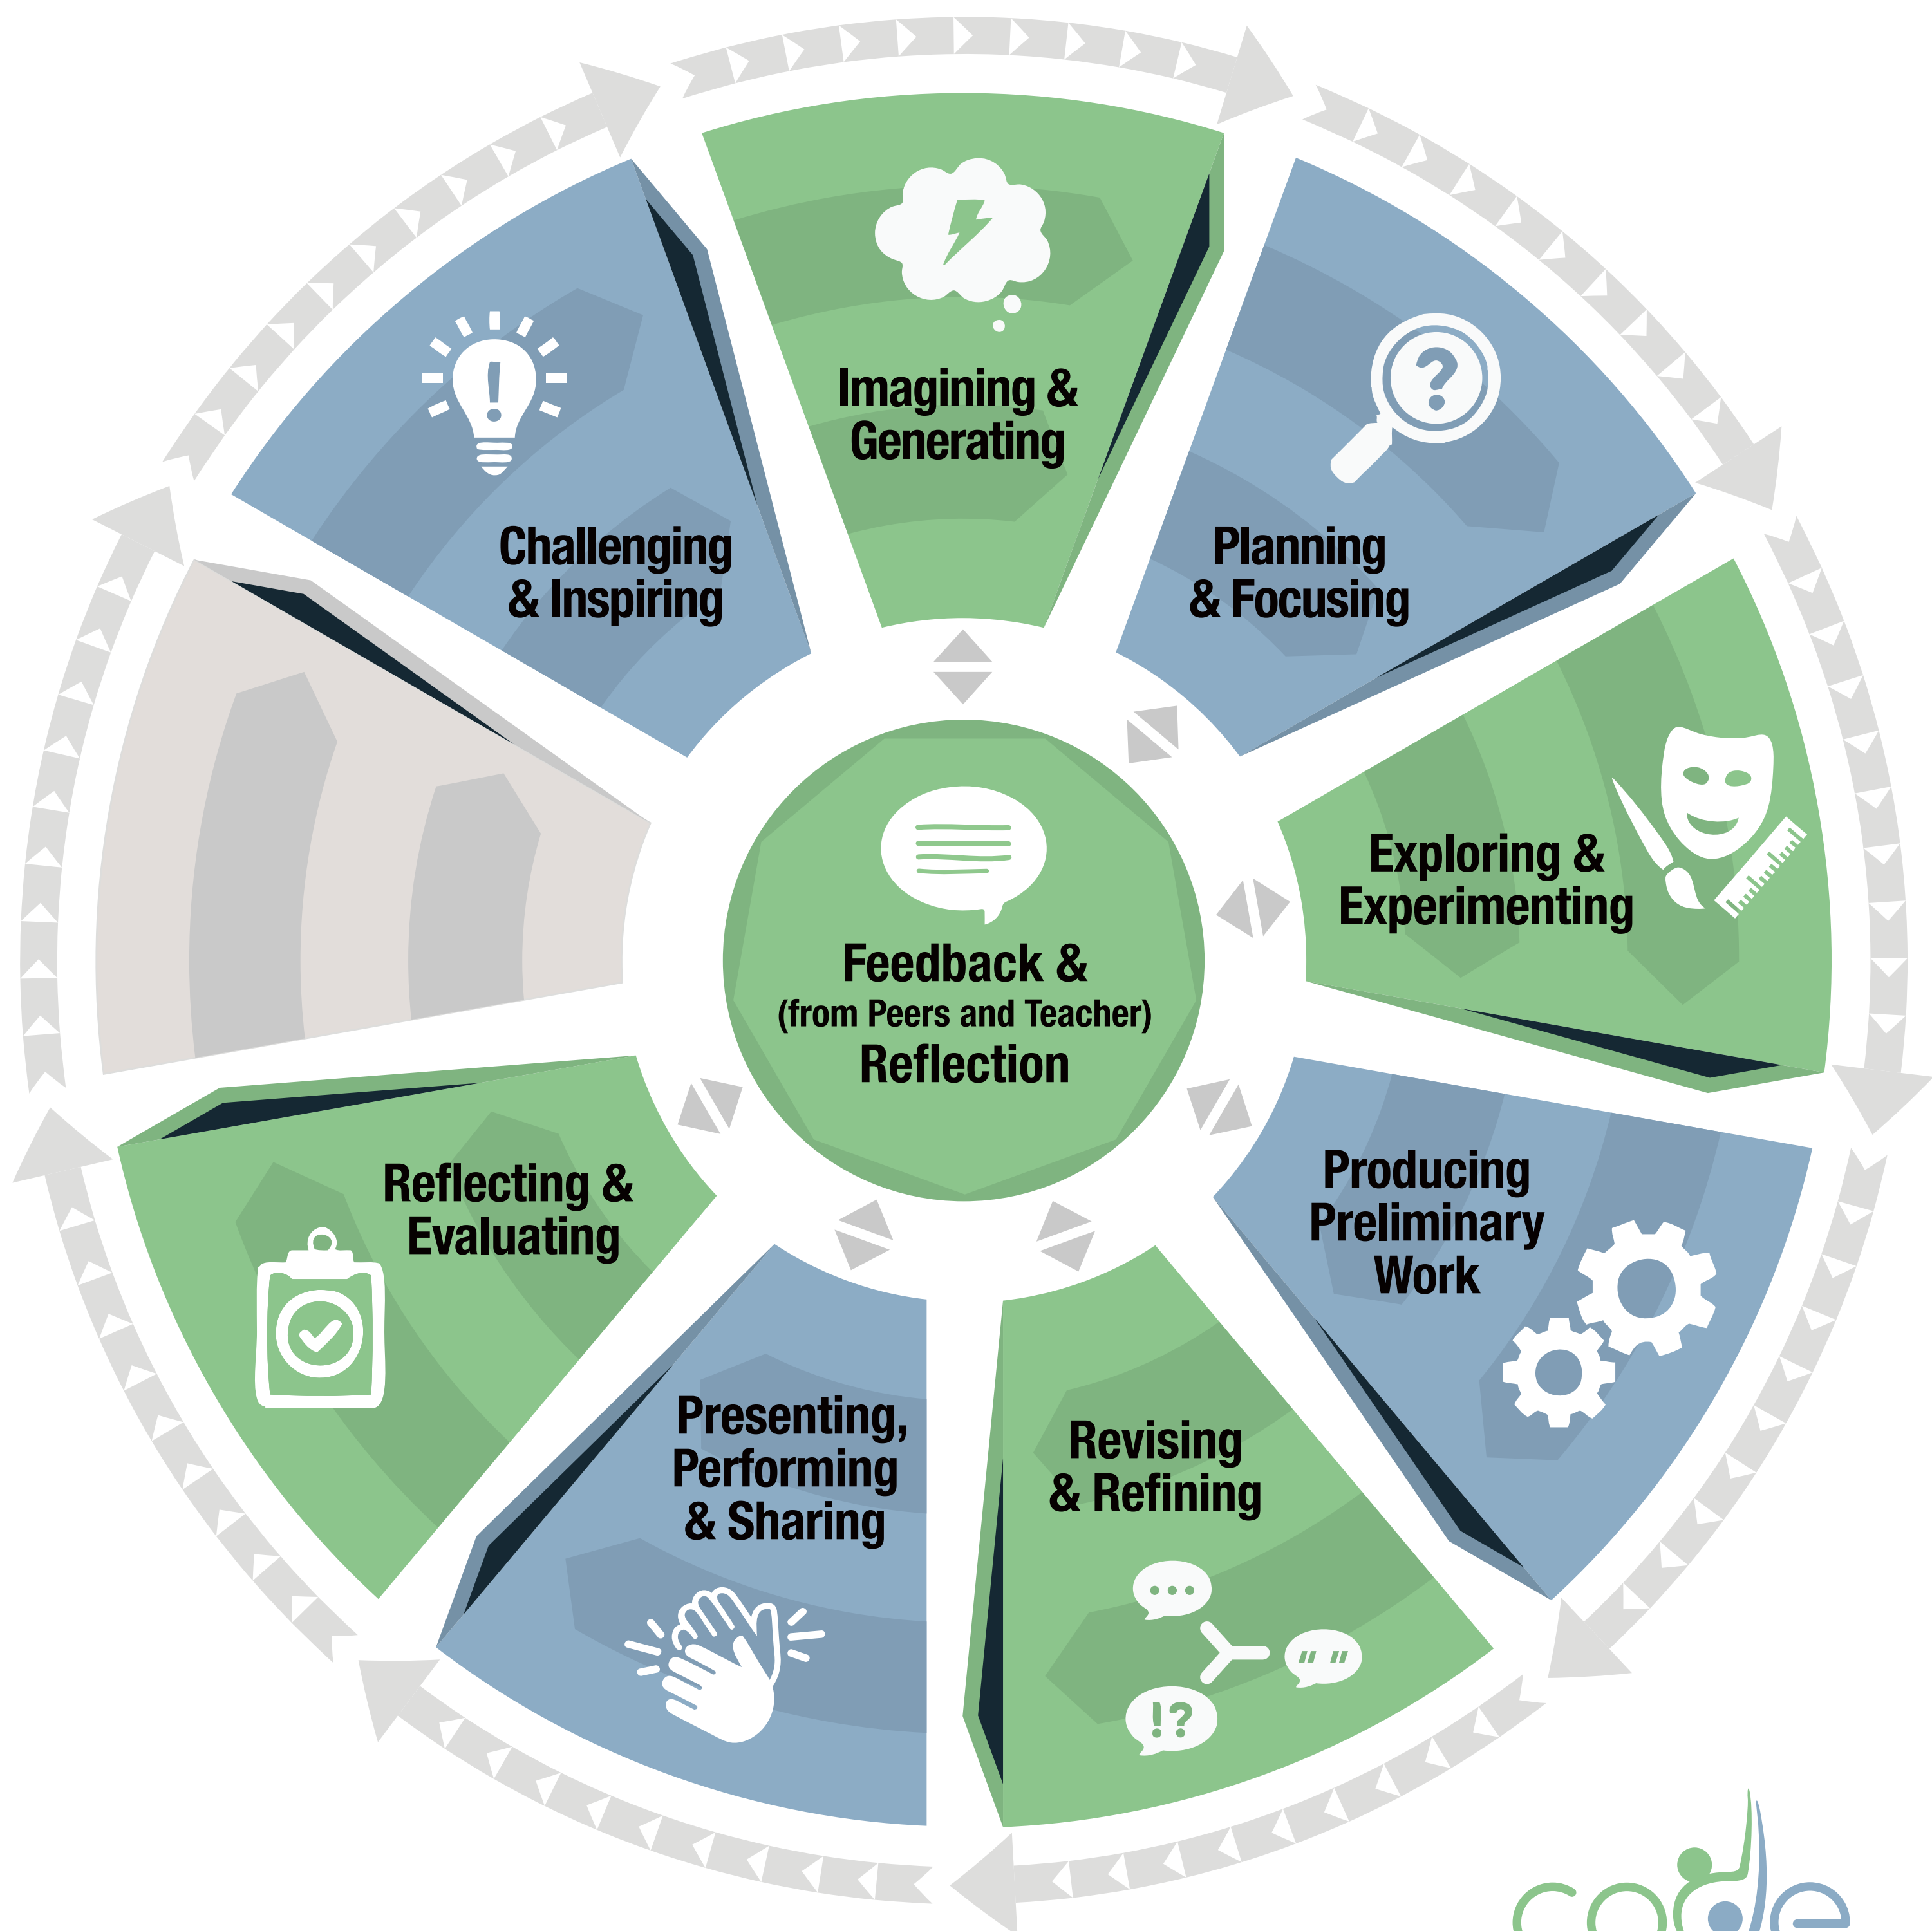 Imagining &
Generating
Challenging
& Inspiring
Planning
& Focusing
Exploring &
Experimenting
Feedback &
(from Peers and Teacher)
Reflection
Producing
Preliminary
Work
Reflecting &
Evaluating
Presenting,
Performing
& Sharing
Revising
& Refining
!
?
...
" "
!?
code